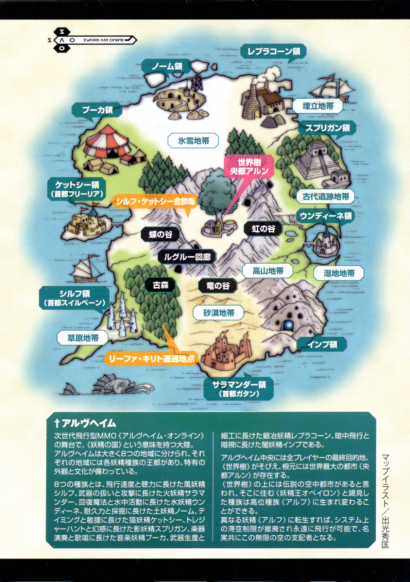 SWORD ART ONLINE
レプラコーン領
ノーム領
埋立地帯
プーカ領
スプリガン領
氷雪地帯
世界樹
央都アルン
ケットシー領
(首都フリーリア)
シルフ・ケットシー会談場
古代遺跡地帯
ウンディーネ領
蝶の谷
虹の谷
ルグルー回廊
高山地帯
湿地地帯
古森
竜の谷
シルフ領
(首都スイルベーン)
砂漠地帯
草原地帯
インプ領
リーファ・キリト遭遇地点
サラマンダー領
(首都ガタン)
†アルヴヘイム
次世代飛行型MMO《アルヴヘイム・オンライン》
の舞台で、《妖精の国》という意味を持つ大陸。
アルヴヘイムは大きく8つの地域に分けられ、それ
ぞれの地域には各妖精種族の王都があり、特有の
外観と文化が備わっている。
8つの種族とは、飛行速度と聴力に長けた風妖精
シルフ、武器の扱いと攻撃に長けた火妖精サラマ
ンダー、回復魔法と水中活動に長けた水妖精ウン
ディーネ、耐久力と採掘に長けた土妖精ノーム、テ
イミングと敏捷に長けた猫妖精ケットシー、トレジ
ャーハントと幻惑に長けた影妖精スプリガン、楽器
演奏と歌唱に長けた音楽妖精プーカ、武器生産と
細工に長けた鍛冶妖精レプラコーン、暗中飛行と
暗視に長けた闇妖精インプである。
アルヴヘイム中央には全プレイヤーの最終目的地、
《世界樹》がそびえ、根元には世界最大の都市《央
都アルン》が存在する。
《世界樹》の上には伝説の空中都市があると言
われ、そこに住む《妖精王オベイロン》と謁見し
た種族は高位種族《アルフ》に生まれ変わるこ
とができる。
真なる妖精《アルフ》に転生すれば、システム上
の滞空制限が撤廃され永遠に飛行が可能で、名
実共にこの無限の空の支配者となる。
マップイラスト/出光秀匡